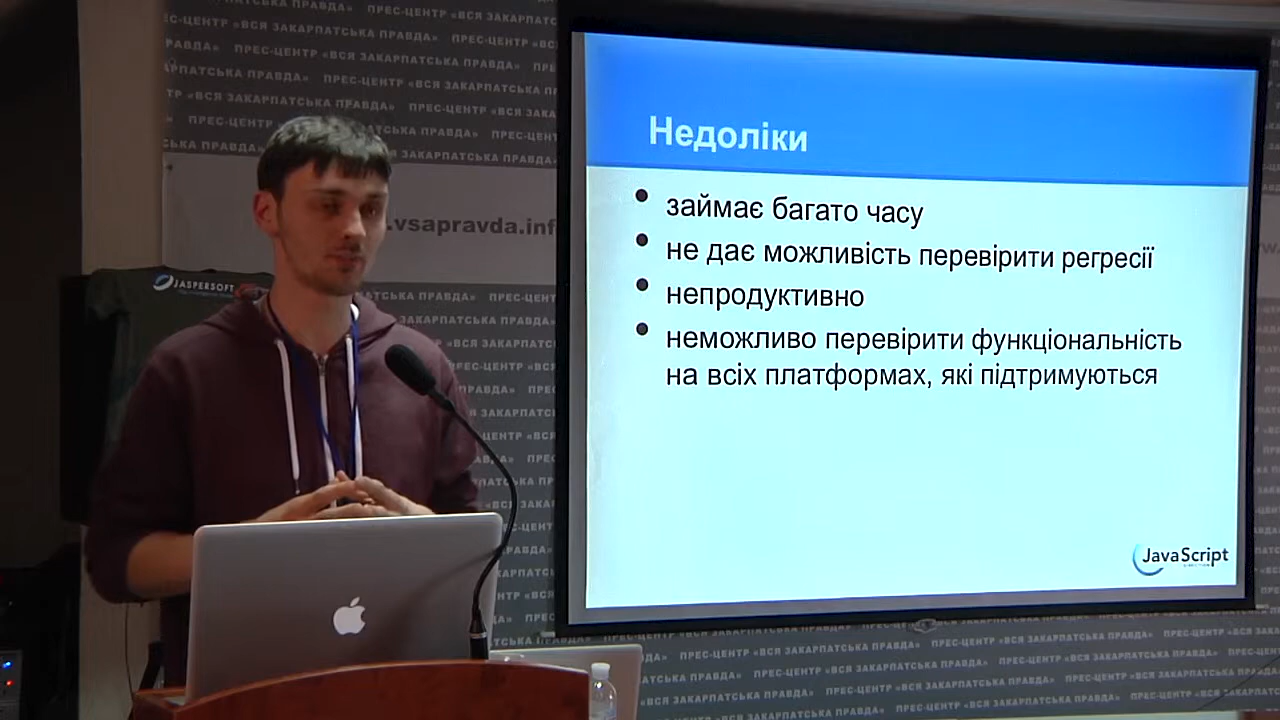 Недоліки
займає багато часу
не дає можливість перевірити регресії
непродуктивно
неможливо перевірити функціональність
на всіх платформах, які підтримуються
JavaScript
JASPERSOFT
.vsapravda.inf
ПРЕС-ЦЕНТР «ВСЯ ЗАКАРПАТСЬКА ПРАВДА»